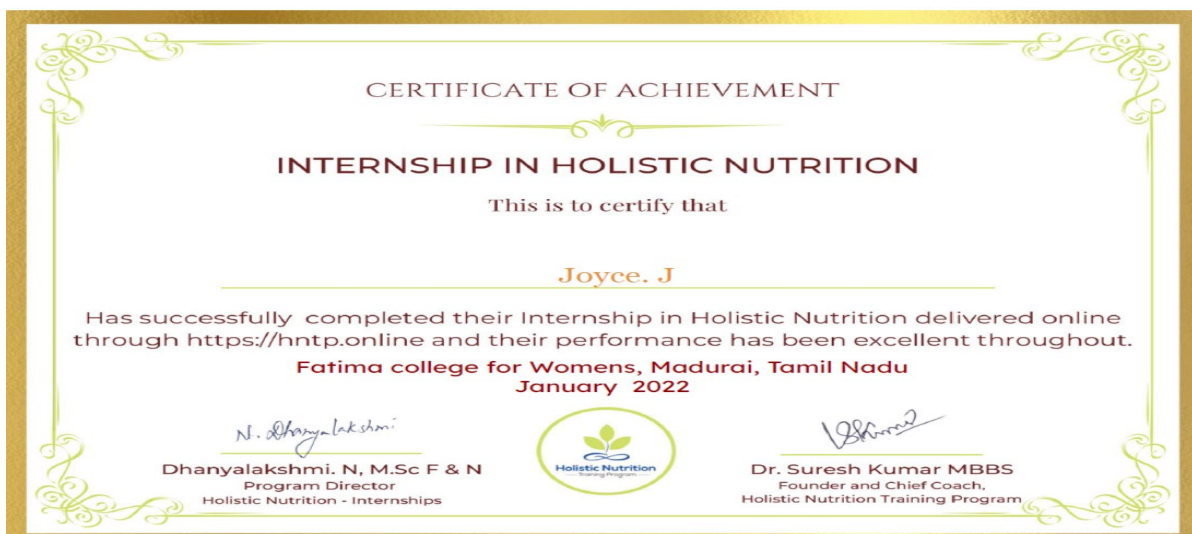 CERTIFICATE OF ACHIEVEMENT
INTERNSHIP IN HOLISTIC NUTRITION
This is to certify that
Joyce. J
Has successfully completed their Internship in Holistic Nutrition delivered online
through https://hntp.online and their performance has been excellent throughout.
Fatima college for Womens, Madurai, Tamil Nadu
January 2022
N. Dhanyalakshmi
Dhanyalakshmi. N, M.Sc F & N
Program Director
Holistic Nutrition - Internships
Holistic Nutrition
Training Program
Dr. Suresh Kumar MBBS
Founder and Chief Coach,
Holistic Nutrition Training Program